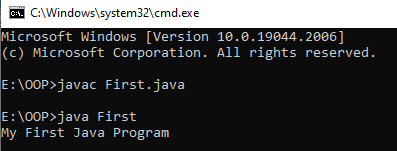 C:\Windows\system32\cmd.exe
Microsoft Windows [Version 10.0.19044.2006]
(c) Microsoft Corporation. All rights reserved.
E:\OOP>javac First.java
E:\OOP>java First
My First Java Program